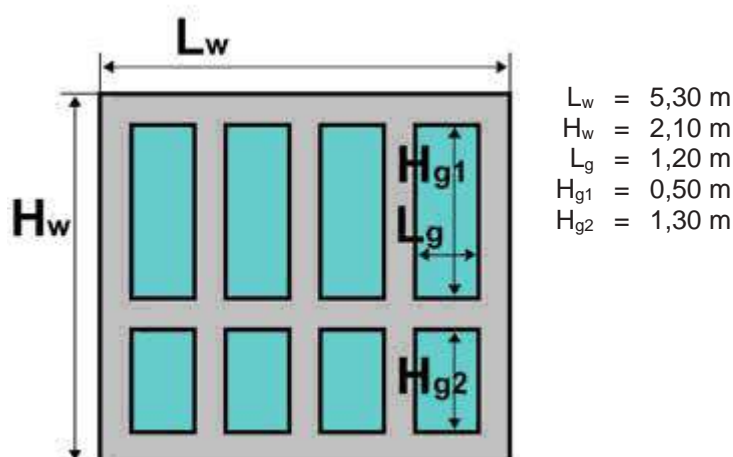 Lw
Hw
Hg1
Lg
Hg2
Lw = 5,30 m
Hw = 2,10 m
Lg = 1,20 m
Hg1 = 0,50 m
Hg2 = 1,30 m